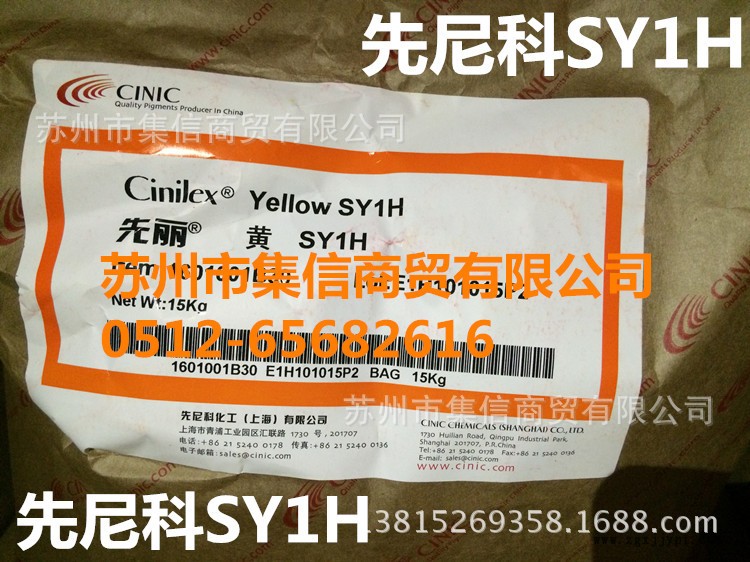 先尼科SY1H
CINIC
Quality Pigments Producer in China
苏州市集信商贸有限公司
Cinilex® Yellow SY1H
先丽® 黄 SY1H
苏州市集信商贸有限公司
Net Wt:15Kg
0512-65682616
1601001B30 E1H101015P2 BAG 15Kg
苏州市集信商贸有限公司
先尼科化工(上海)有限公司
上海市青浦工业园区汇联路 1730 号,201707
电话:+86 21 5240 0178 传真:+86 21 5240 0136
电子邮箱:sales@cinic.com
CINIC CHEMICALS (SHANGHAI) CO., LTD.
1730 Huilian Road, Qingpu Industrial Park,
Shanghai 201707, P.R.China
Tel:+86 21 5240 0178 Fax:+86 21 5240 0136
E-mail: sales@cinic.com
www.cinic.com
先尼科SY1H
13815269358.1688.com